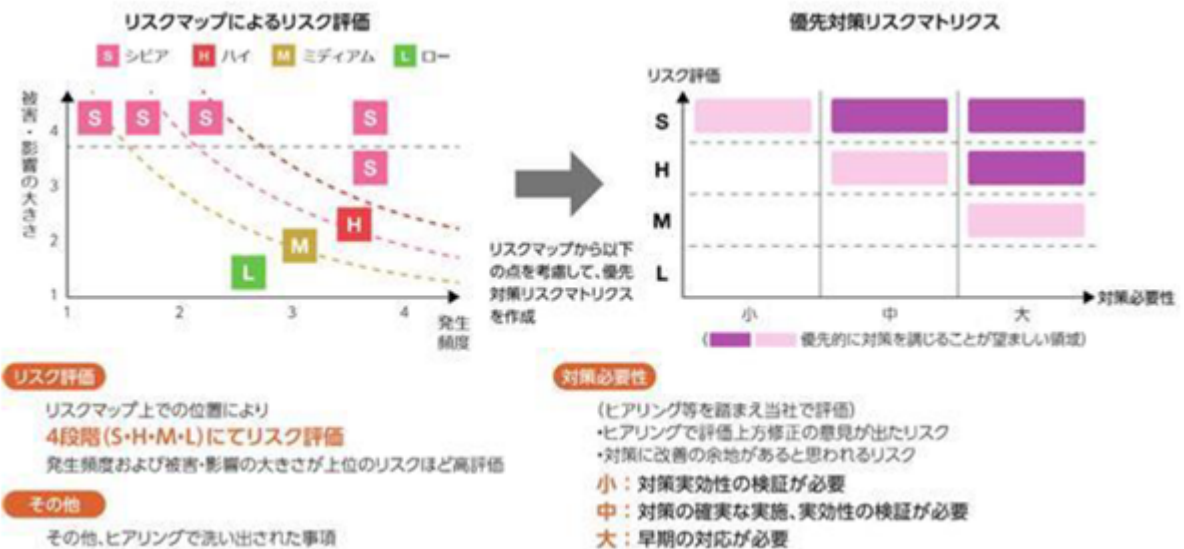 リスクマップによるリスク評価
S シビア H ハイ M ミディアム L ロー
被害・影響の大きさ
4
3
2
1
S S S S
S
H
M
L
1 2 3 4
発生
頻度
リスクマップから以下
の点を考慮して、優先
対策リスクマトリクス
を作成
優先対策リスクマトリクス
リスク評価
S
H
M
L
小 中 大
対策必要性
( 優先的に対策を講じることが望ましい領域)
リスク評価
リスクマップ上での位置により
4段階(S・H・M・L)にてリスク評価
発生頻度および被害・影響の大きさが上位のリスクほど高評価
その他
その他、ヒアリングで洗い出された事項
対策必要性
(ヒアリング等を踏まえ当社で評価)
・ヒアリングで評価上方修正の意見が出たリスク
・対策に改善の余地があると思われるリスク
小：対策実効性の検証が必要
中：対策の確実な実施、実効性の検証が必要
大：早期の対応が必要